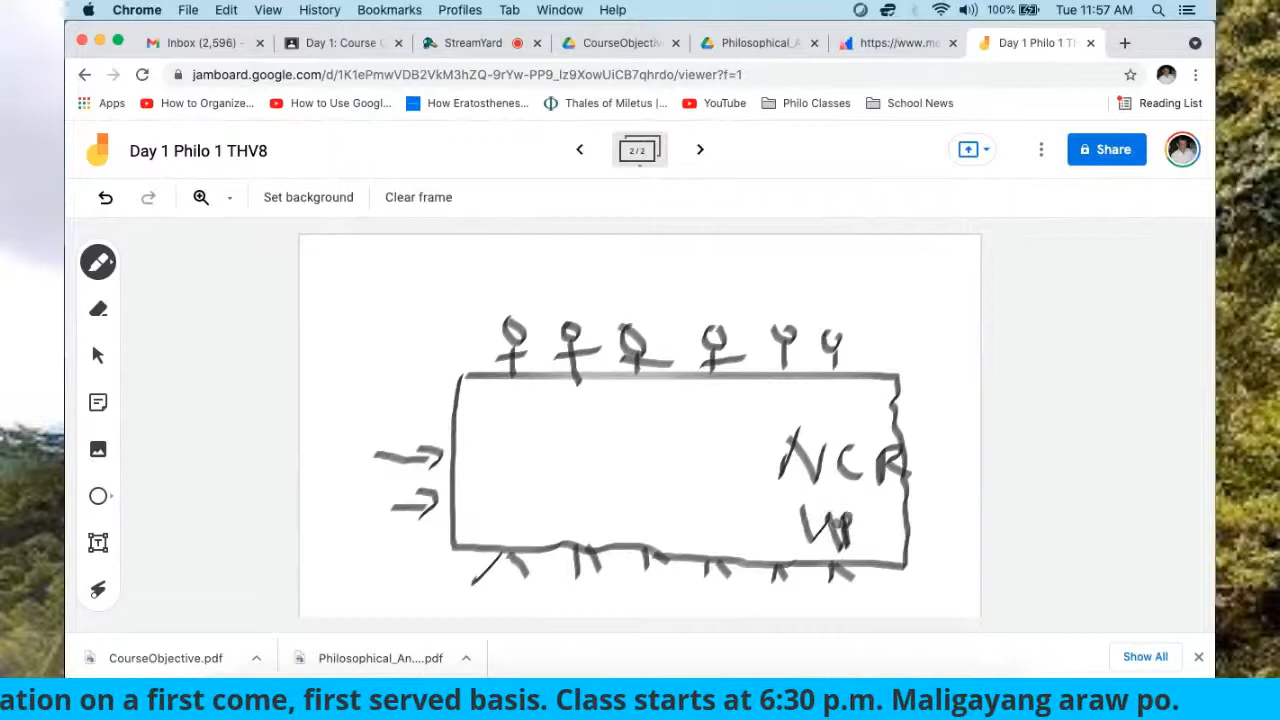 Chrome File Edit View History Bookmarks Profiles Tab Window Help 100% Tue 11:57 AM
Inbox (2,596) - Day 1: Course C StreamYard CourseObjective Philosophical_A https://www.me Day 1 Philo 1 TH
jamboard.google.com/d/1K1ePmwVDB2VkM3hZQ-9rYw-PP9_Iz9XowUiCB7qhrdo/viewer?f=1
Apps How to Organize... How to Use Googl... How Eratosthenes... Thales of Miletus |... YouTube Philo Classes School News Reading List
Day 1 Philo 1 THV8 2/2 Share
Set background Clear frame
NCR
CourseObjective.pdf Philosophical_An....pdf Show All
ation on a first come, first served basis. Class starts at 6:30 p.m. Maligayang araw po.